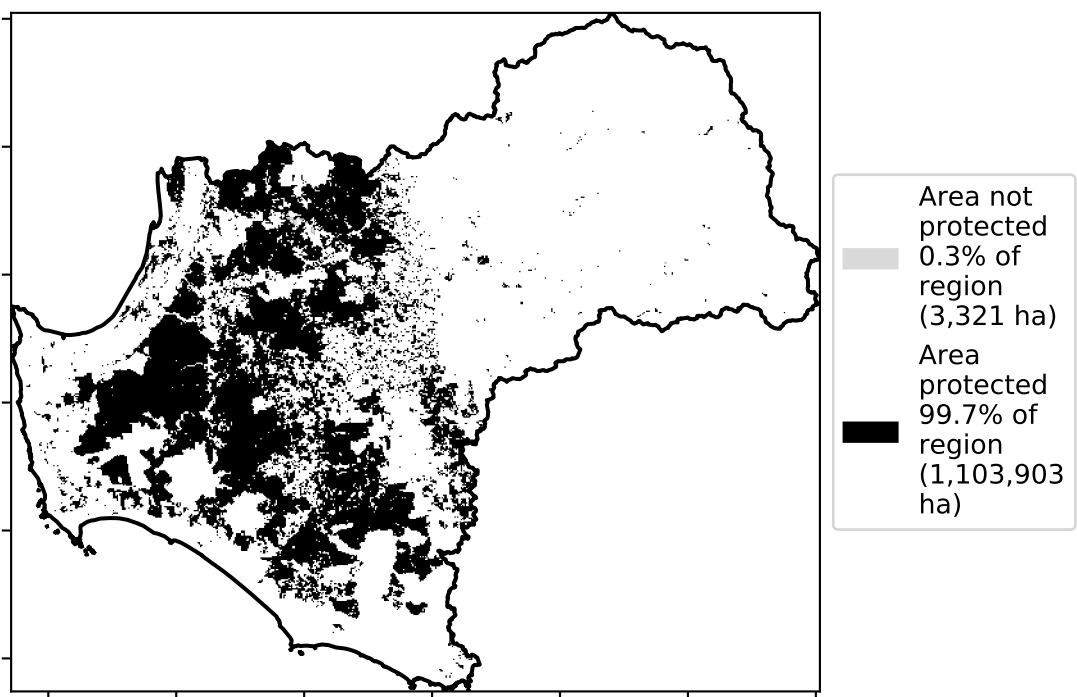 Area not
protected
0.3% of
region
(3,321 ha)
Area
protected
99.7% of
region
(1,103,903
ha)